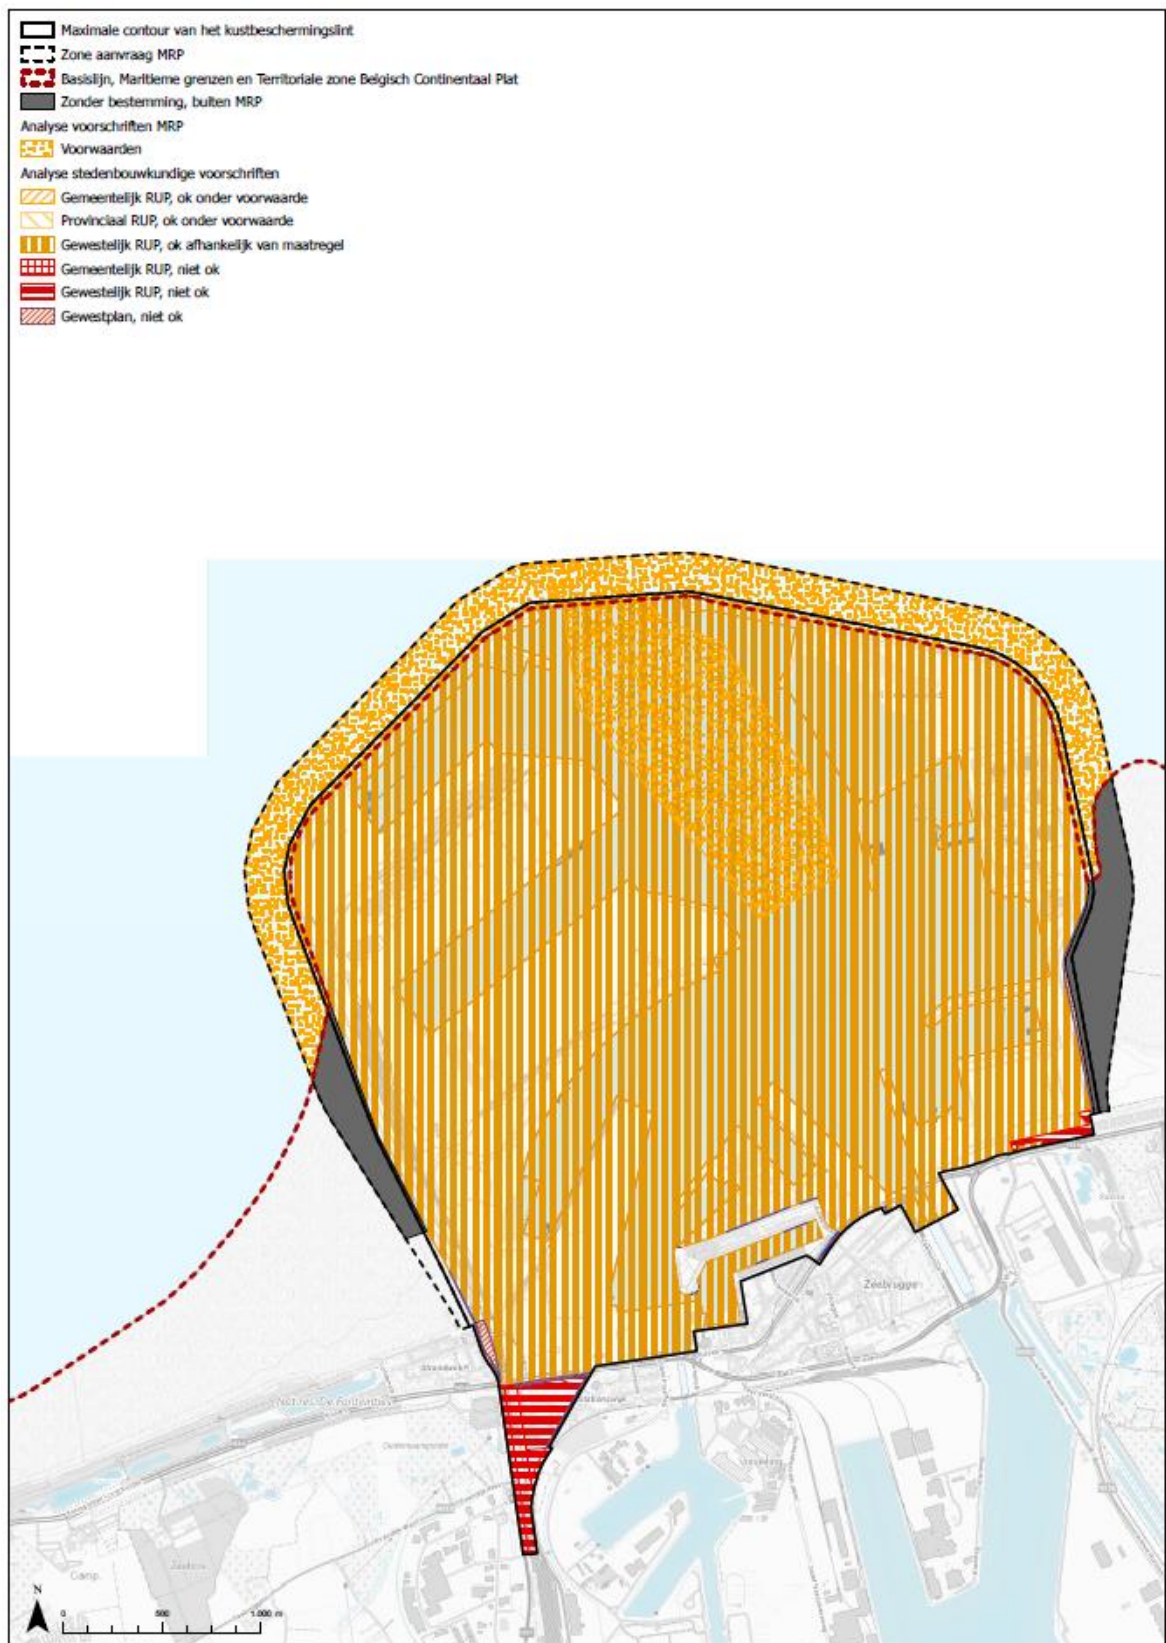 Maximale contour van het kustbeschermingslint
Zone aanvraag MRP
Basislijn, Maritieme grenzen en Territoriale zone Belgisch Continentaal Plat
Zonder bestemming, buiten MRP
Analyse voorschriften MRP
Voorwaarden
Analyse stedenbouwkundige voorschriften
Gemeentelijk RUP, ok onder voorwaarde
Provinciaal RUP, ok onder voorwaarde
Gewestelijk RUP, ok afhankelijk van maatregel
Gemeentelijk RUP, niet ok
Gewestelijk RUP, niet ok
Gewestplan, niet ok
Zeebrugge
N
0 500 1.000 m